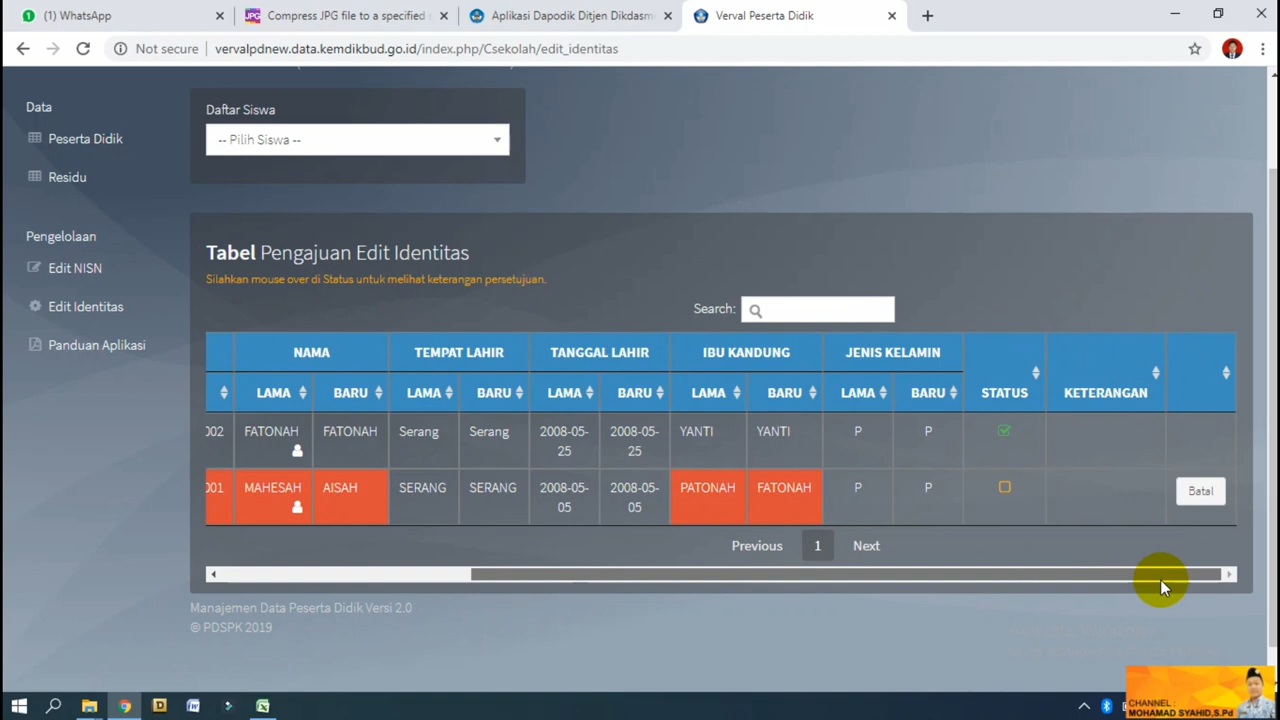 (1) WhatsApp
Compress JPG file to a specified s
Aplikasi Dapodik Ditjen Dikdasm
Verval Peserta Didik
Not secure
vervalpdnew.data.kemdikbud.go.id/index.php/Csekolah/edit_identitas
Data
Peserta Didik
Residu
Pengelolaan
Edit NISN
Edit Identitas
Panduan Aplikasi
Daftar Siswa
-- Pilih Siswa --
Tabel Pengajuan Edit Identitas
Silahkan mouse over di Status untuk melihat keterangan persetujuan.
Search:
NAMA TEMPAT LAHIR TANGGAL LAHIR IBU KANDUNG JENIS KELAMIN
LAMA BARU LAMA BARU LAMA BARU LAMA BARU LAMA BARU STATUS KETERANGAN
002 FATONAH FATONAH Serang Serang 2008-05-25 2008-05-25 YANTI YANTI P P
001 MAHESAH AISAH SERANG SERANG 2008-05-05 2008-05-05 PATONAH FATONAH P P Batal
Previous 1 Next
Manajemen Data Peserta Didik Versi 2.0
© PDSPK 2019
CHANNEL :
MOHAMAD SYAHID,S.Pd